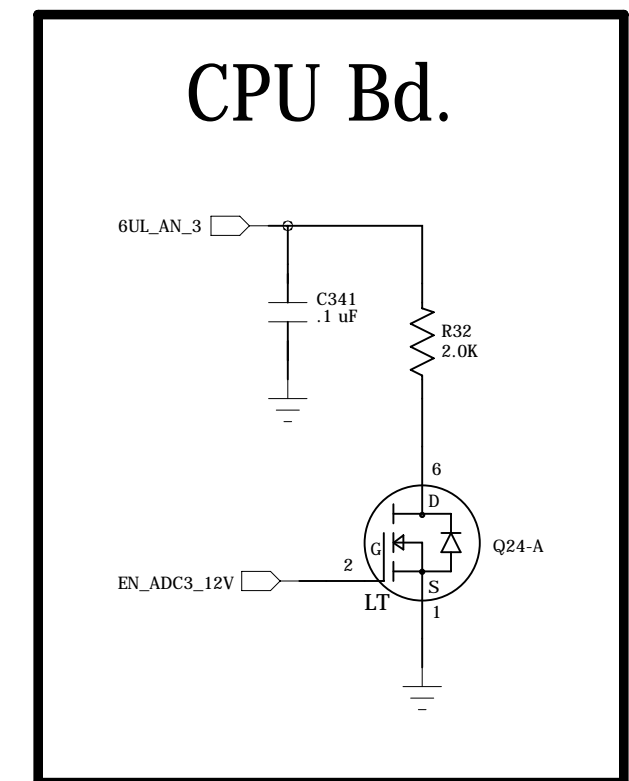 CPU Bd.
6UL_AN_3
C341
.1 uF
R32
2.0K
6
D
G
Q24-A
2
EN_ADC3_12V
S
LT
1